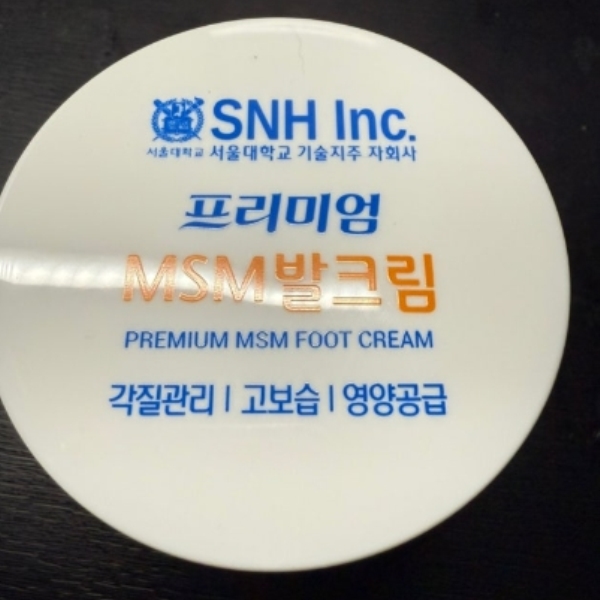 SNH Inc.
서울대학교 서울대학교 기술지주 자회사
프리미엄
MSM발크림
PREMIUM MSM FOOT CREAM
각질관리 | 고보습 | 영양공급